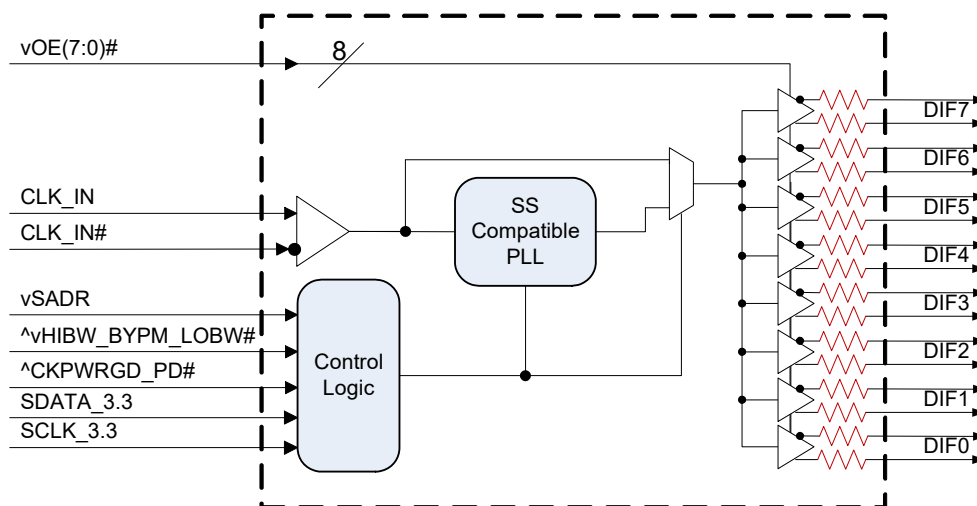 vOE(7:0)#
8
DIF7
DIF6
CLK_IN
SS
Compatible
PLL
DIF5
CLK_IN#
DIF4
vSADR
DIF3
^vHIBW_BYPM_LOBW#
Control
Logic
DIF2
^CKPWRGD_PD#
SDATA_3.3
DIF1
SCLK_3.3
DIF0